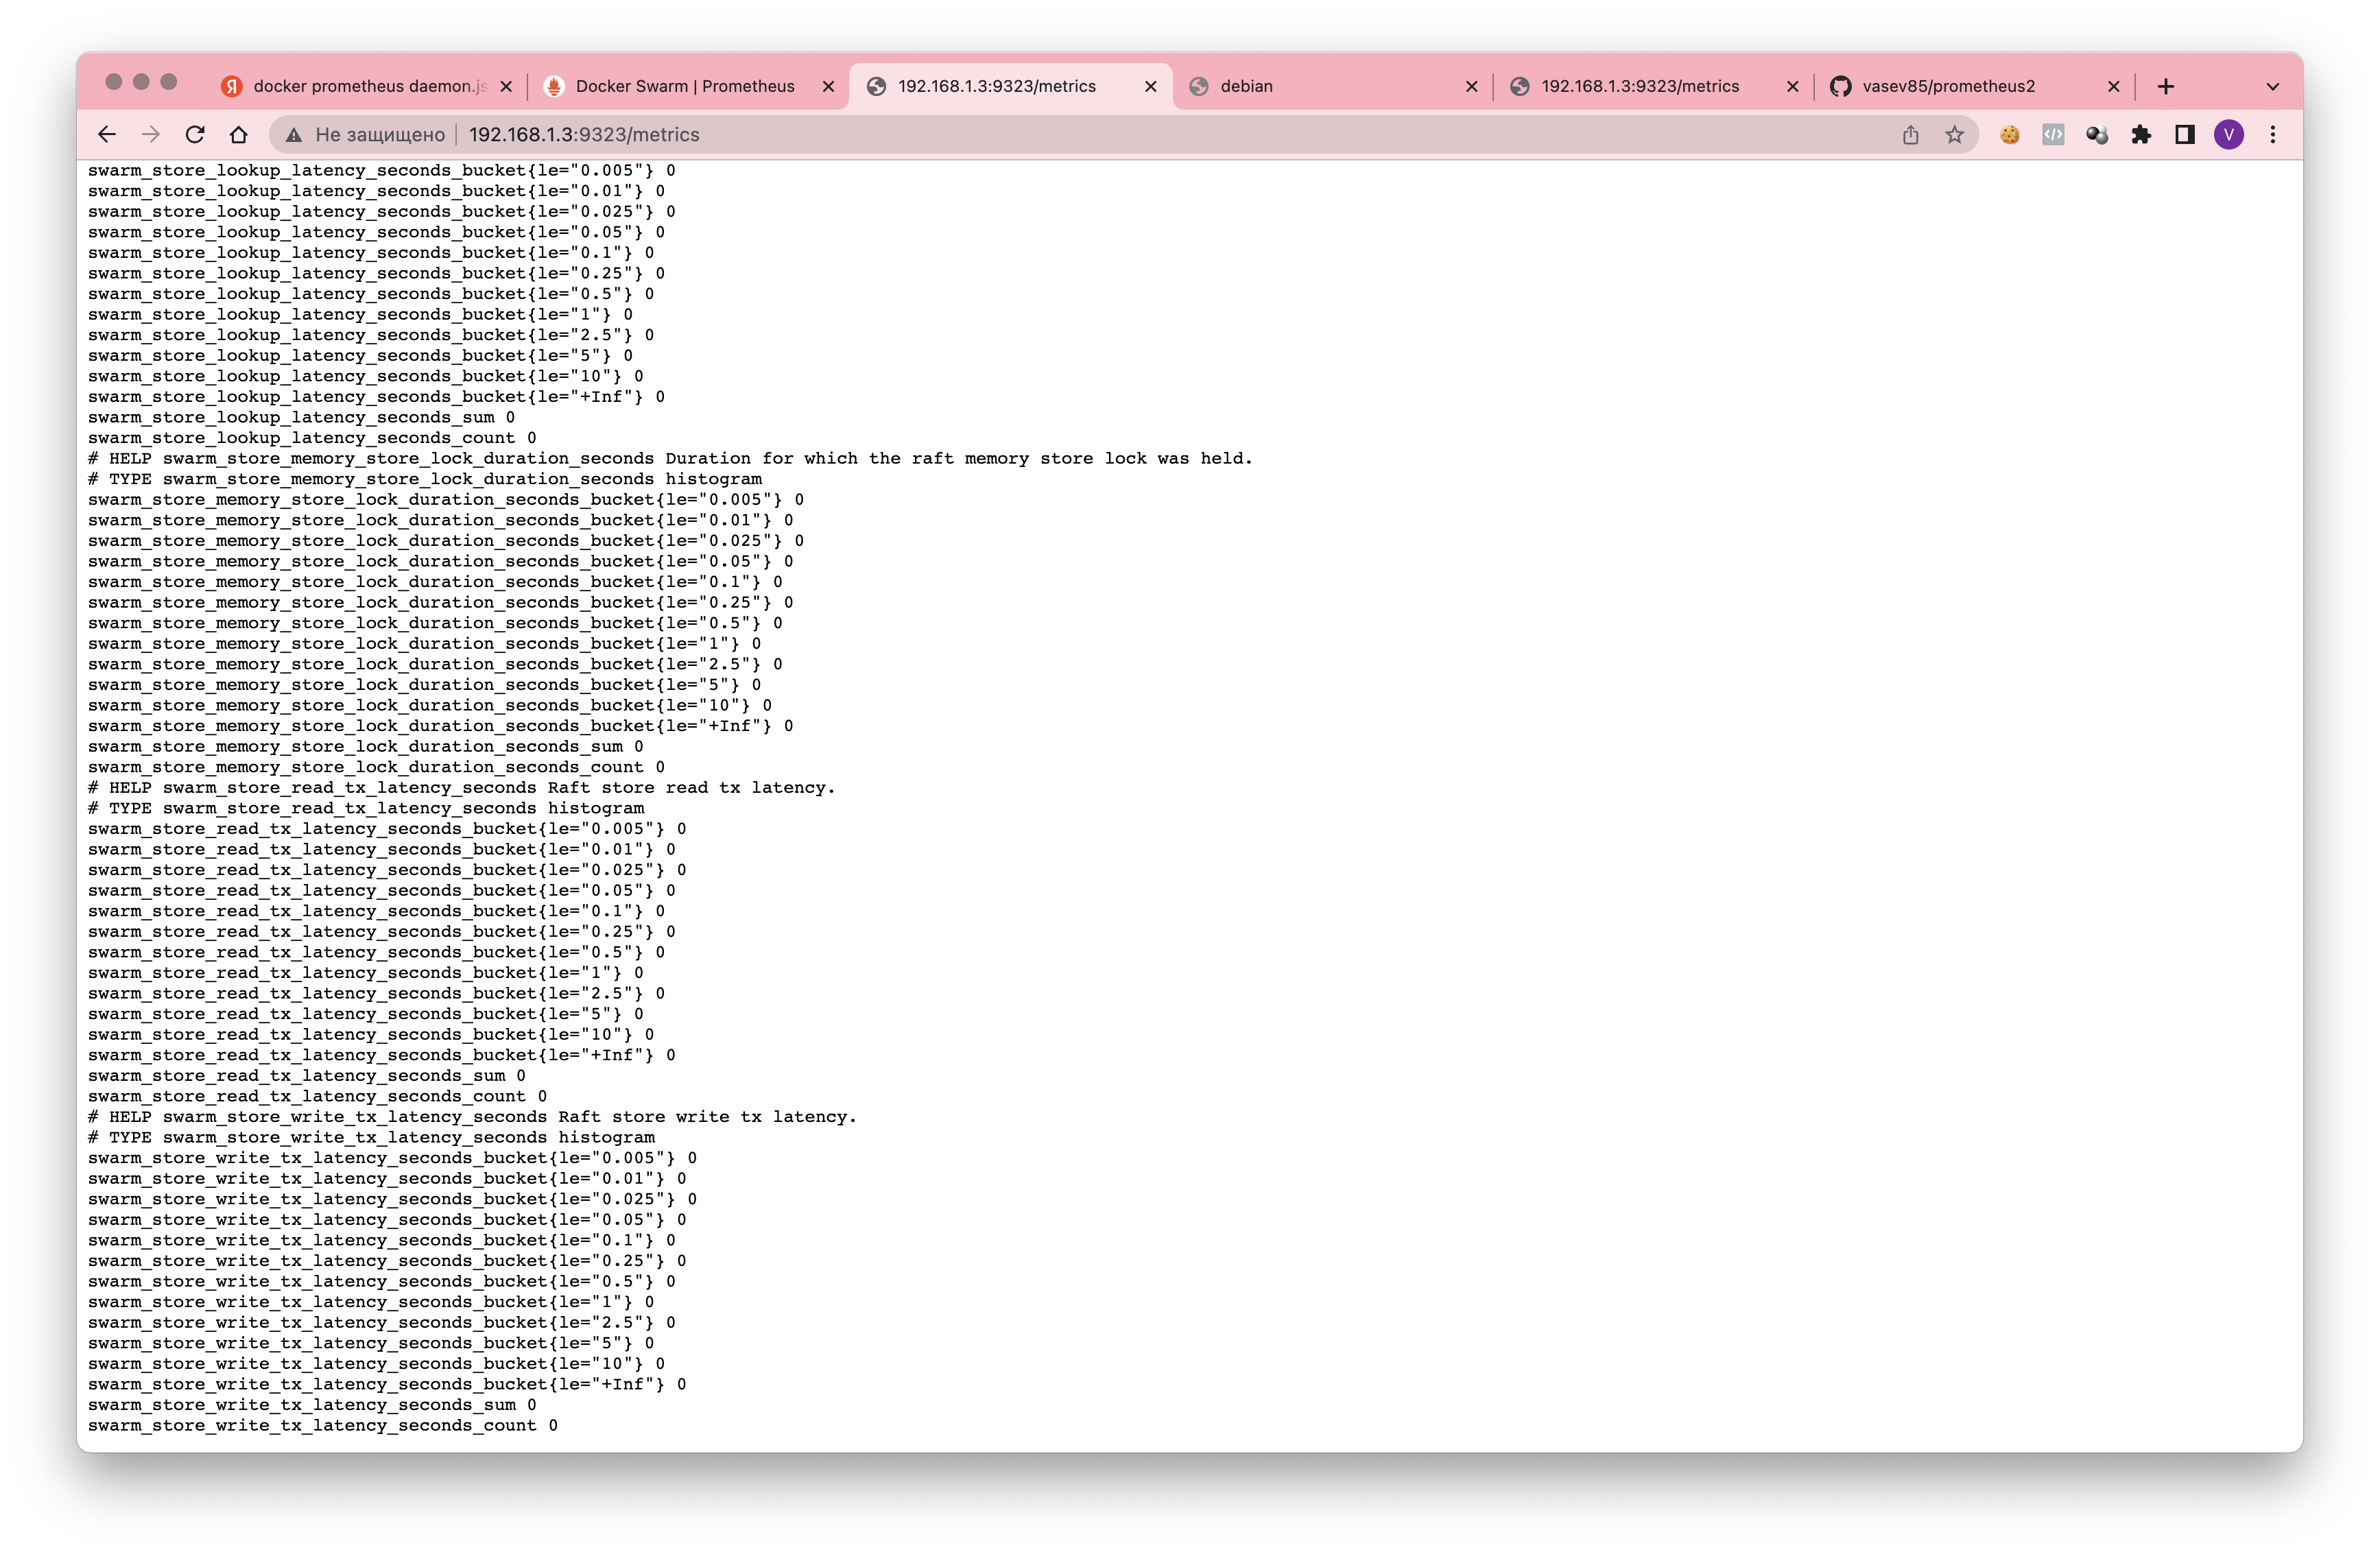 docker prometheus daemon.js
Docker Swarm | Prometheus
192.168.1.3:9323/metrics
debian
192.168.1.3:9323/metrics
vasev85/prometheus2
Не защищено
192.168.1.3:9323/metrics
V
swarm_store_lookup_latency_seconds_bucket{le="0.005"} 0
swarm_store_lookup_latency_seconds_bucket{le="0.01"} 0
swarm_store_lookup_latency_seconds_bucket{le="0.025"} 0
swarm_store_lookup_latency_seconds_bucket{le="0.05"} 0
swarm_store_lookup_latency_seconds_bucket{le="0.1"} 0
swarm_store_lookup_latency_seconds_bucket{le="0.25"} 0
swarm_store_lookup_latency_seconds_bucket{le="0.5"} 0
swarm_store_lookup_latency_seconds_bucket{le="1"} 0
swarm_store_lookup_latency_seconds_bucket{le="2.5"} 0
swarm_store_lookup_latency_seconds_bucket{le="5"} 0
swarm_store_lookup_latency_seconds_bucket{le="10"} 0
swarm_store_lookup_latency_seconds_bucket{le="+Inf"} 0
swarm_store_lookup_latency_seconds_sum 0
swarm_store_lookup_latency_seconds_count 0
# HELP swarm_store_memory_store_lock_duration_seconds Duration for which the raft memory store lock was held.
# TYPE swarm_store_memory_store_lock_duration_seconds histogram
swarm_store_memory_store_lock_duration_seconds_bucket{le="0.005"} 0
swarm_store_memory_store_lock_duration_seconds_bucket{le="0.01"} 0
swarm_store_memory_store_lock_duration_seconds_bucket{le="0.025"} 0
swarm_store_memory_store_lock_duration_seconds_bucket{le="0.05"} 0
swarm_store_memory_store_lock_duration_seconds_bucket{le="0.1"} 0
swarm_store_memory_store_lock_duration_seconds_bucket{le="0.25"} 0
swarm_store_memory_store_lock_duration_seconds_bucket{le="0.5"} 0
swarm_store_memory_store_lock_duration_seconds_bucket{le="1"} 0
swarm_store_memory_store_lock_duration_seconds_bucket{le="2.5"} 0
swarm_store_memory_store_lock_duration_seconds_bucket{le="5"} 0
swarm_store_memory_store_lock_duration_seconds_bucket{le="10"} 0
swarm_store_memory_store_lock_duration_seconds_bucket{le="+Inf"} 0
swarm_store_memory_store_lock_duration_seconds_sum 0
swarm_store_memory_store_lock_duration_seconds_count 0
# HELP swarm_store_read_tx_latency_seconds Raft store read tx latency.
# TYPE swarm_store_read_tx_latency_seconds histogram
swarm_store_read_tx_latency_seconds_bucket{le="0.005"} 0
swarm_store_read_tx_latency_seconds_bucket{le="0.01"} 0
swarm_store_read_tx_latency_seconds_bucket{le="0.025"} 0
swarm_store_read_tx_latency_seconds_bucket{le="0.05"} 0
swarm_store_read_tx_latency_seconds_bucket{le="0.1"} 0
swarm_store_read_tx_latency_seconds_bucket{le="0.25"} 0
swarm_store_read_tx_latency_seconds_bucket{le="0.5"} 0
swarm_store_read_tx_latency_seconds_bucket{le="1"} 0
swarm_store_read_tx_latency_seconds_bucket{le="2.5"} 0
swarm_store_read_tx_latency_seconds_bucket{le="5"} 0
swarm_store_read_tx_latency_seconds_bucket{le="10"} 0
swarm_store_read_tx_latency_seconds_bucket{le="+Inf"} 0
swarm_store_read_tx_latency_seconds_sum 0
swarm_store_read_tx_latency_seconds_count 0
# HELP swarm_store_write_tx_latency_seconds Raft store write tx latency.
# TYPE swarm_store_write_tx_latency_seconds histogram
swarm_store_write_tx_latency_seconds_bucket{le="0.005"} 0
swarm_store_write_tx_latency_seconds_bucket{le="0.01"} 0
swarm_store_write_tx_latency_seconds_bucket{le="0.025"} 0
swarm_store_write_tx_latency_seconds_bucket{le="0.05"} 0
swarm_store_write_tx_latency_seconds_bucket{le="0.1"} 0
swarm_store_write_tx_latency_seconds_bucket{le="0.25"} 0
swarm_store_write_tx_latency_seconds_bucket{le="0.5"} 0
swarm_store_write_tx_latency_seconds_bucket{le="1"} 0
swarm_store_write_tx_latency_seconds_bucket{le="2.5"} 0
swarm_store_write_tx_latency_seconds_bucket{le="5"} 0
swarm_store_write_tx_latency_seconds_bucket{le="10"} 0
swarm_store_write_tx_latency_seconds_bucket{le="+Inf"} 0
swarm_store_write_tx_latency_seconds_sum 0
swarm_store_write_tx_latency_seconds_count 0